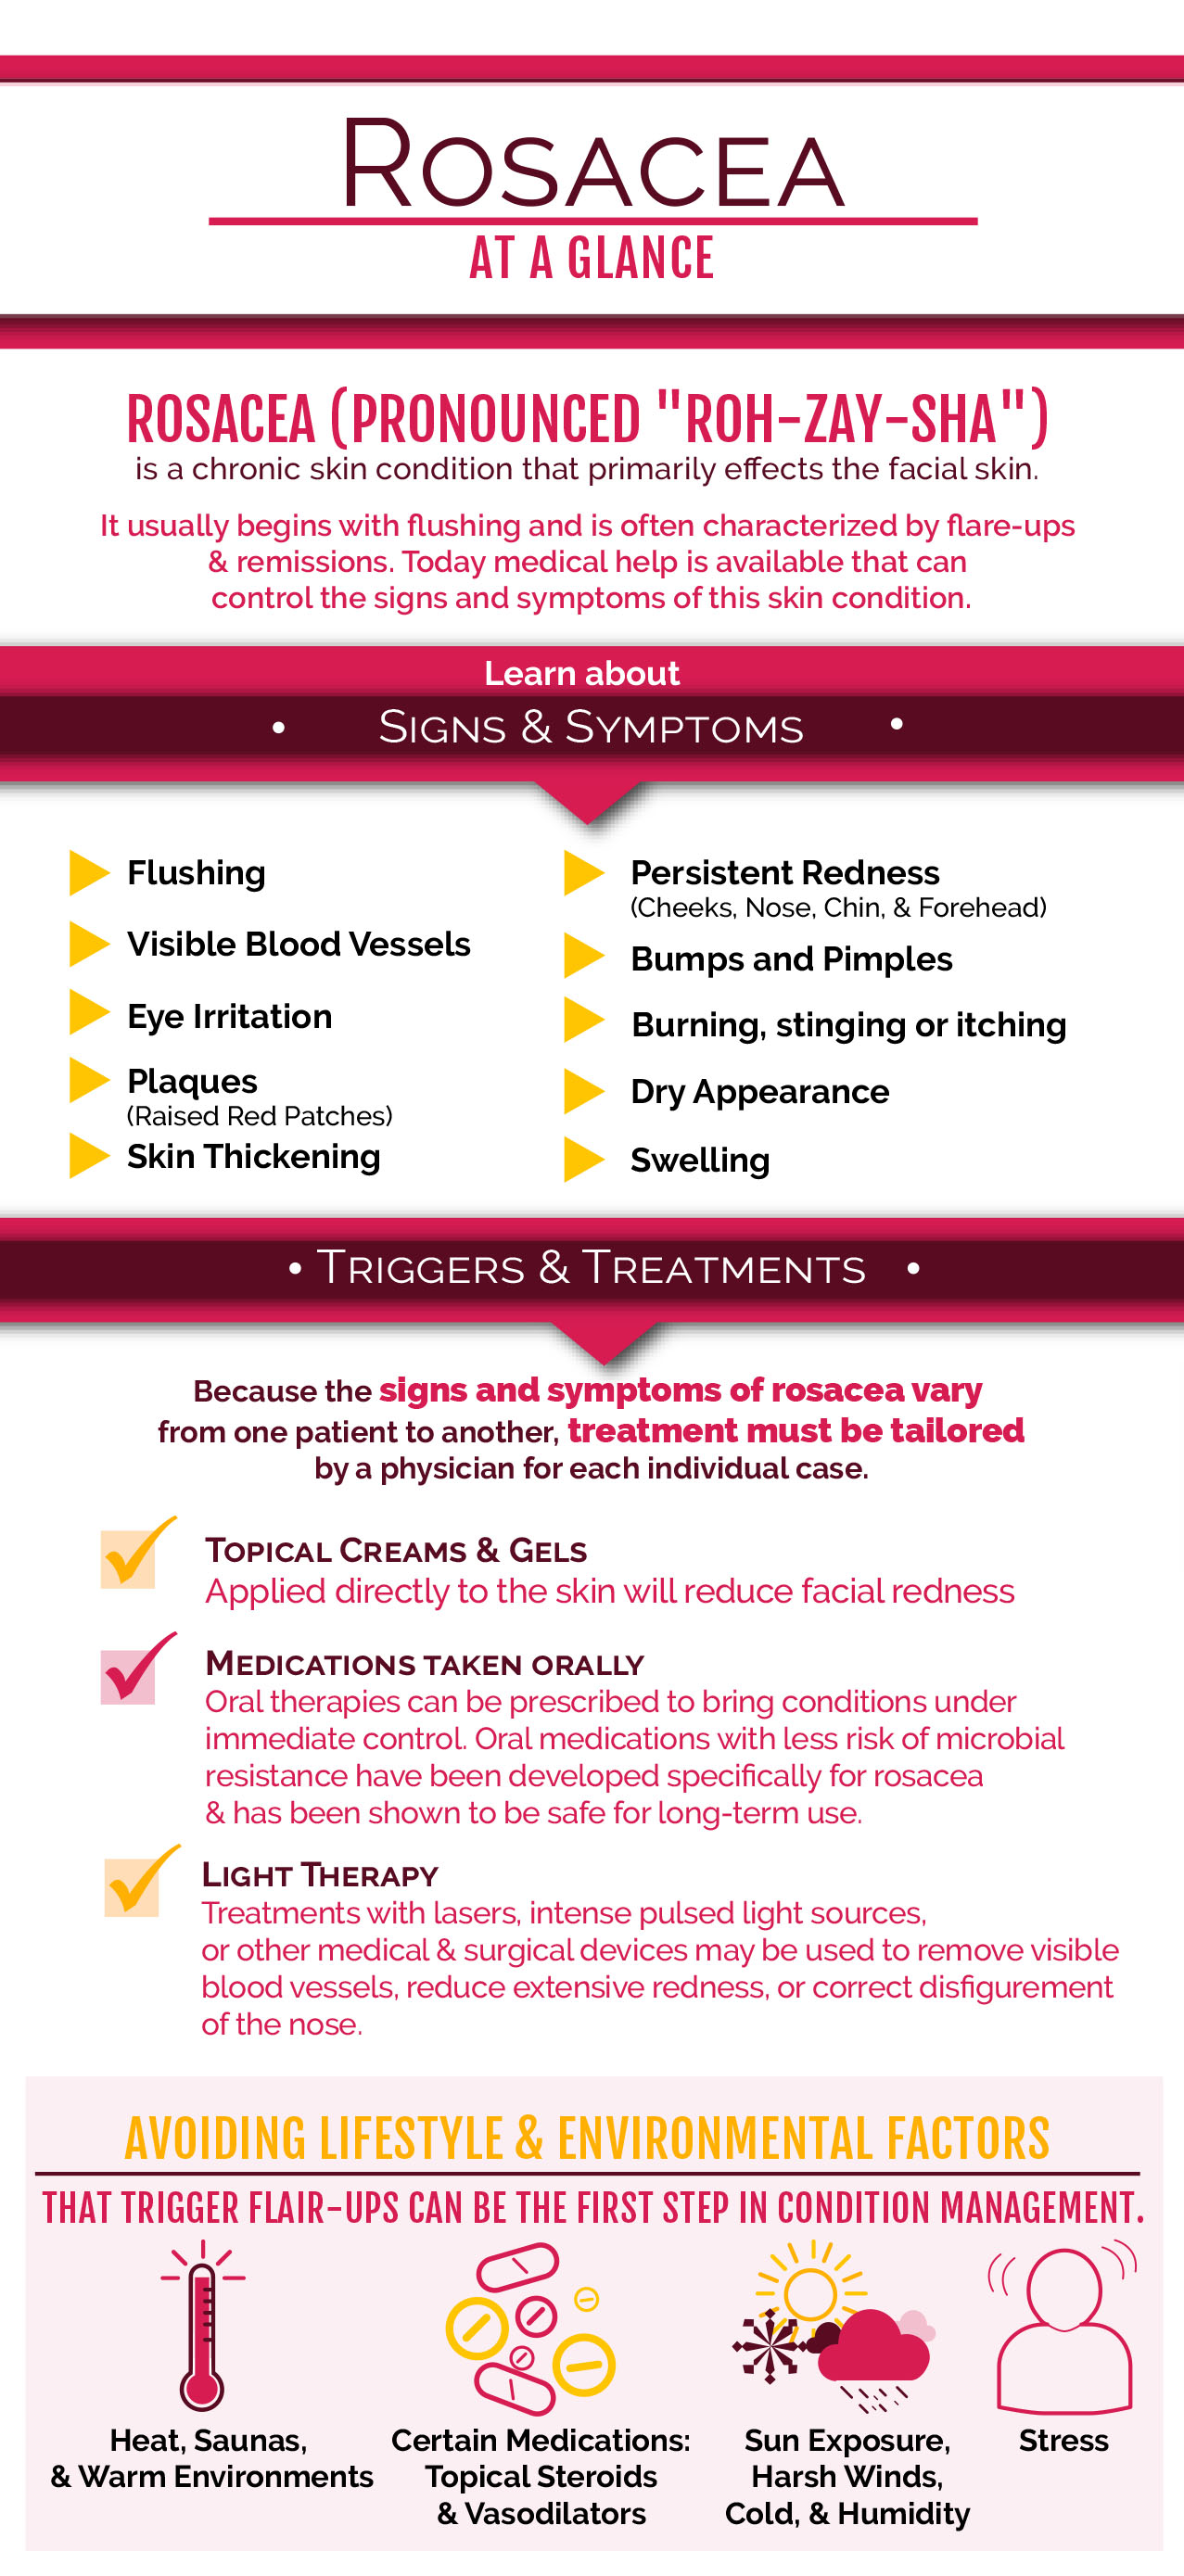 ROSACEA
AT A GLANCE
ROSACEA (PRONOUNCED "ROH-ZAY-SHA")
is a chronic skin condition that primarily effects the facial skin.
It usually begins with flushing and is often characterized by flare-ups
& remissions. Today medical help is available that can
control the signs and symptoms of this skin condition.
Learn about
• SIGNS & SYMPTOMS •
Flushing
Visible Blood Vessels
Eye Irritation
Plaques
(Raised Red Patches)
Skin Thickening
Persistent Redness
(Cheeks, Nose, Chin, & Forehead)
Bumps and Pimples
Burning, stinging or itching
Dry Appearance
Swelling
• TRIGGERS & TREATMENTS •
Because the signs and symptoms of rosacea vary
from one patient to another, treatment must be tailored
by a physician for each individual case.
TOPICAL CREAMS & GELS
Applied directly to the skin will reduce facial redness
MEDICATIONS TAKEN ORALLY
Oral therapies can be prescribed to bring conditions under
immediate control. Oral medications with less risk of microbial
resistance have been developed specifically for rosacea
& has been shown to be safe for long-term use.
LIGHT THERAPY
Treatments with lasers, intense pulsed light sources,
or other medical & surgical devices may be used to remove visible
blood vessels, reduce extensive redness, or correct disfigurement
of the nose.
AVOIDING LIFESTYLE & ENVIRONMENTAL FACTORS
THAT TRIGGER FLAIR-UPS CAN BE THE FIRST STEP IN CONDITION MANAGEMENT.
Heat, Saunas,
& Warm Environments
Certain Medications:
Topical Steroids
& Vasodilators
Sun Exposure,
Harsh Winds,
Cold, & Humidity
Stress